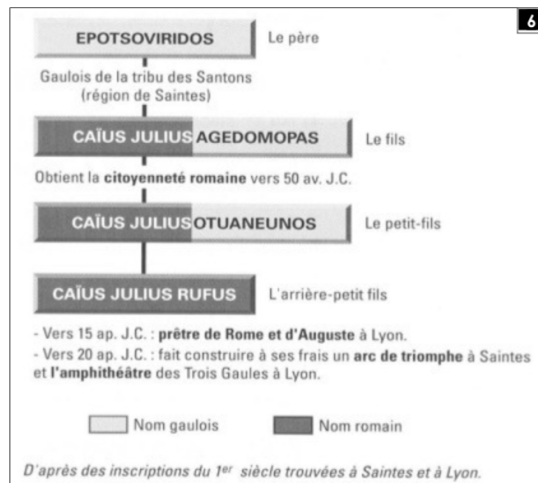 6
EPOTSOVIRIDOS Le père
Gaulois de la tribu des Santons
(région de Saintes)
CAÏUS JULIUS AGEDOMOPAS Le fils
Obtient la citoyenneté romaine vers 50 av. J.C.
CAÏUS JULIUS OTUANEUNOS Le petit-fils
CAÏUS JULIUS RUFUS L'arrière-petit fils
- Vers 15 ap. J.C. : prêtre de Rome et d'Auguste à Lyon.
- Vers 20 ap. J.C. : fait construire à ses frais un arc de triomphe à Saintes
et l'amphithéâtre des Trois Gaules à Lyon.
Nom gaulois Nom romain
D'après des inscriptions du 1er siècle trouvées à Saintes et à Lyon.